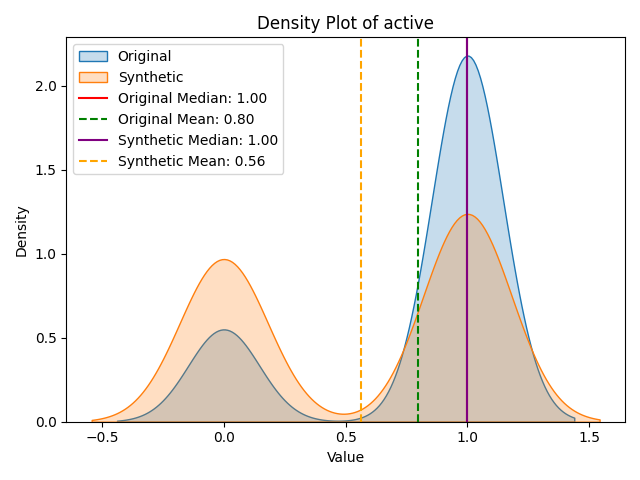 Density Plot of active
Original
Synthetic
Original Median: 1.00
Original Mean: 0.80
Synthetic Median: 1.00
Synthetic Mean: 0.56
Density
2.0
1.5
1.0
0.5
0.0
−0.5
0.0
0.5
1.0
1.5
Value